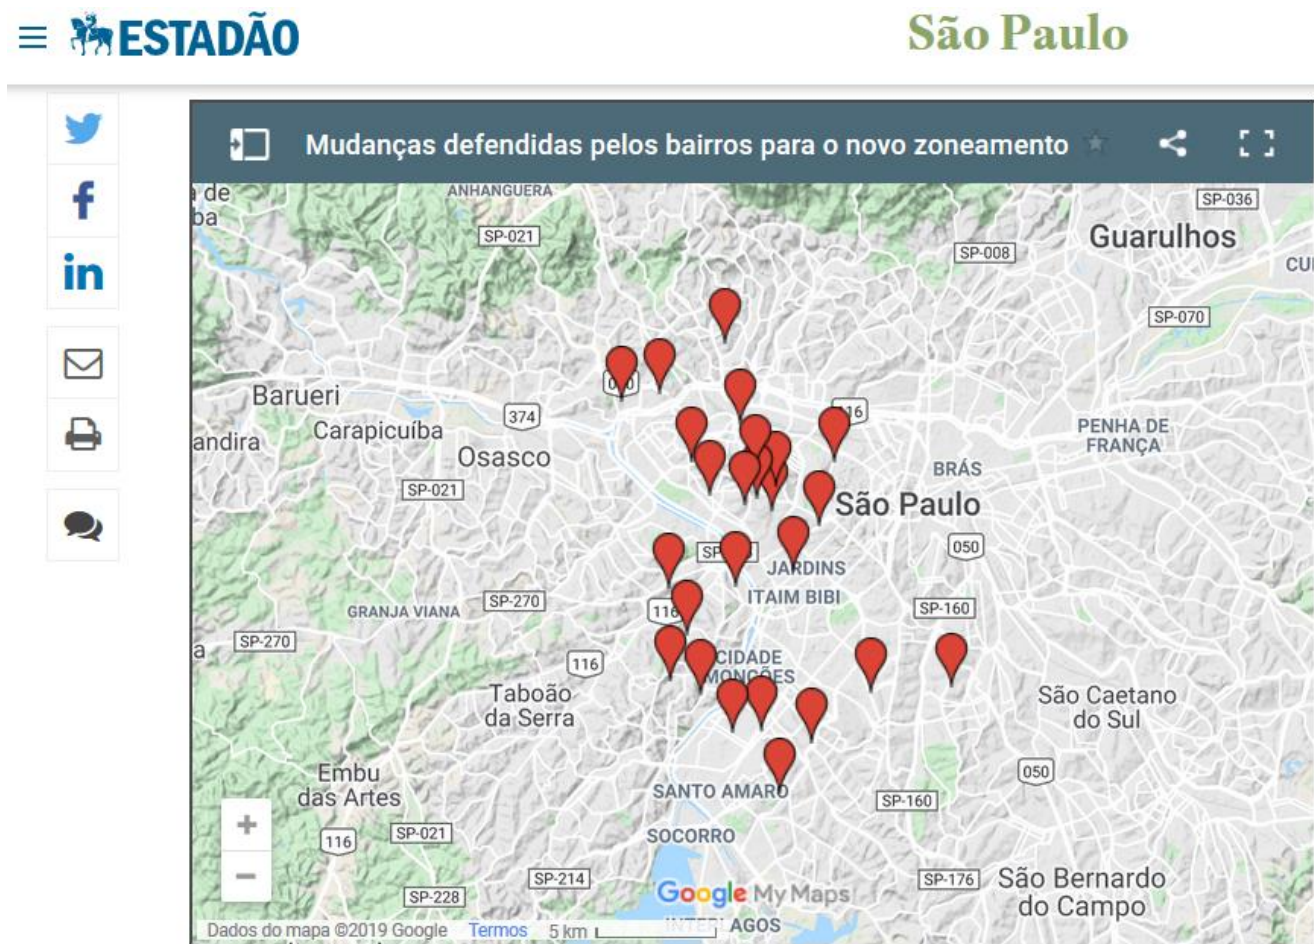 ESTADÃO
São Paulo
Mudanças defendidas pelos bairros para o novo zoneamento
ANHANGUERA
SP-036
SP-021
Guarulhos
SP-008
SP-070
Barueri
374
Carapicuíba
116
PENHA DE
FRANÇA
Osasco
BRÁS
SP-021
São Paulo
050
JARDINS
ITAIM BIBI
SP-270
GRANJA VIANA
116
SP-160
SP-270
116
CIDADE
MONÇÕES
Taboão
da Serra
São Caetano
do Sul
Embu
das Artes
050
SANTO AMARO
SP-160
116
SP-021
SOCORRO
SP-214
SP-176
São Bernardo
do Campo
SP-228
Google My Maps
INTERLAGOS
Dados do mapa ©2019 Google
Termos
5 km